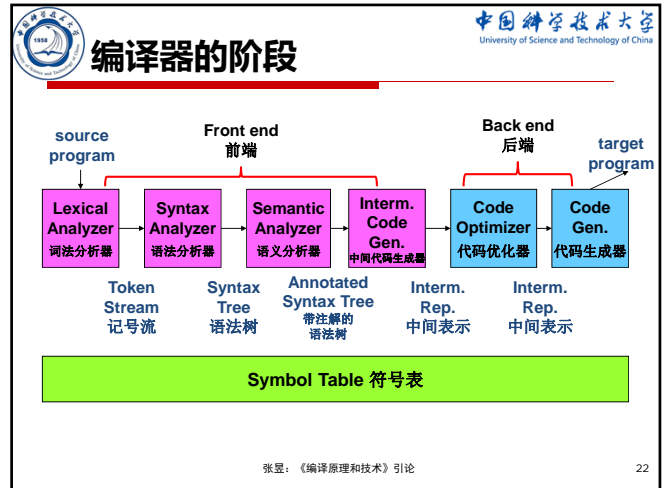 中国科学技术大学
University of Science and Technology of China
1958
编译器的阶段
source
program
Front end
前端
Back end
后端
target
program
Lexical
Analyzer
词法分析器
Syntax
Analyzer
语法分析器
Semantic
Analyzer
语义分析器
Interm.
Code
Gen.
中间代码生成器
Code
Optimizer
代码优化器
Code
Gen.
代码生成器
Token
Stream
记号流
Syntax
Tree
语法树
Annotated
Syntax Tree
带注解的
语法树
Interm.
Rep.
中间表示
Interm.
Rep.
中间表示
Symbol Table 符号表
张昱：《编译原理和技术》引论
22